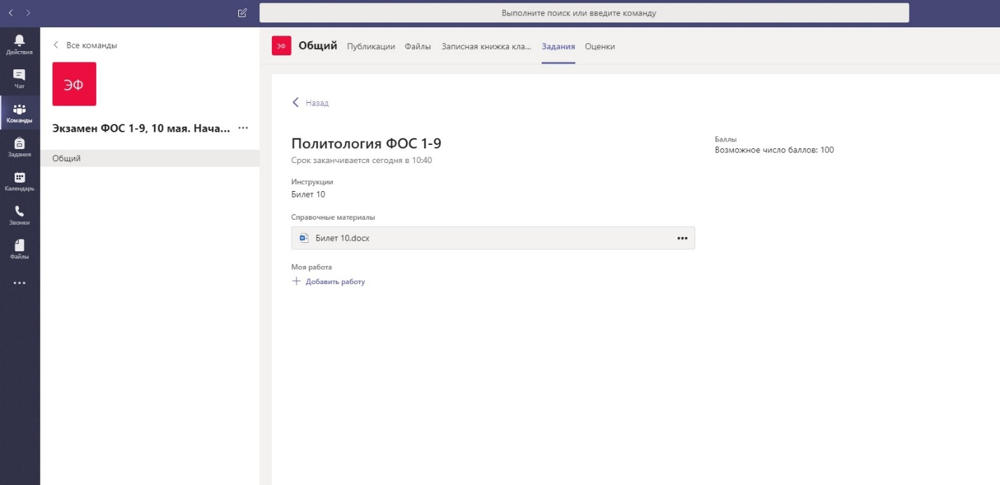 Выполните поиск или введите команду
Действия
Чат
Команды
Задания
Календарь
Звонки
Файлы
Все команды
ЭФ
Экзамен ФОС 1-9, 10 мая. Нача...
Общий
ЭФ Общий Публикации Файлы Записная книжка кла... Задания Оценки
Назад
Политология ФОС 1-9
Срок заканчивается сегодня в 10:40
Инструкции
Билет 10
Справочные материалы
Билет 10.docx
Моя работа
Добавить работу
Баллы
Возможное число баллов: 100